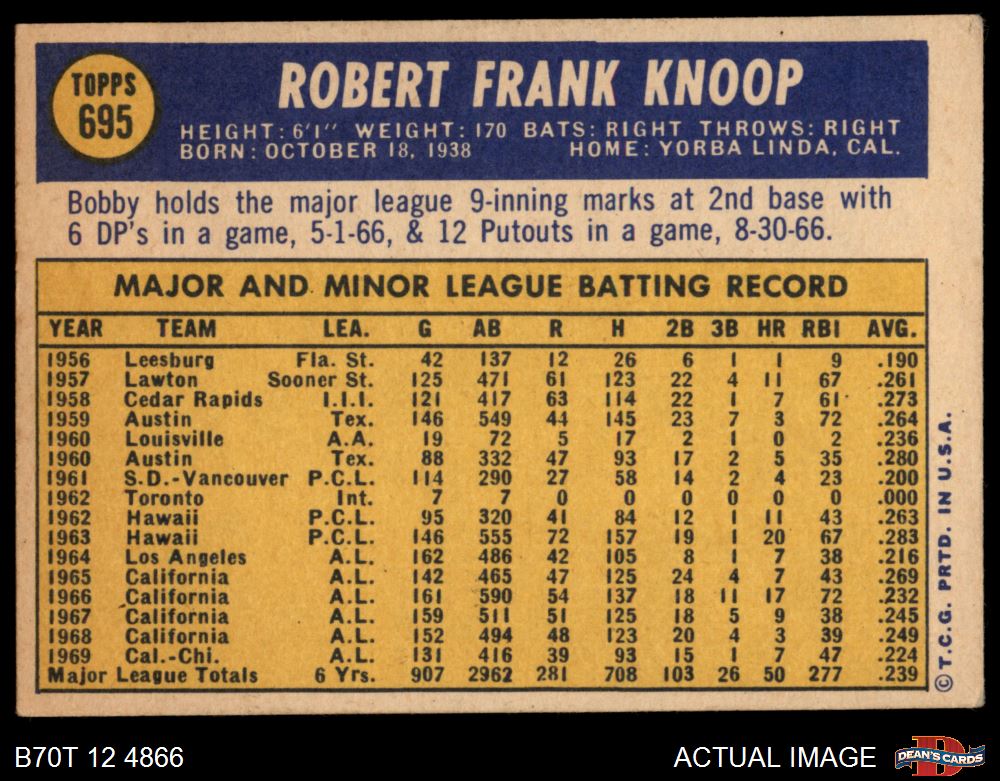 TOPPS
695
ROBERT FRANK KNOOP
HEIGHT: 6'1" WEIGHT: 170 BATS: RIGHT THROWS: RIGHT
BORN: OCTOBER 18, 1938 HOME: YORBA LINDA, CAL.
Bobby holds the major league 9-inning marks at 2nd base with
6 DP's in a game, 5-1-66, & 12 Putouts in a game, 8-30-66.
MAJOR AND MINOR LEAGUE BATTING RECORD
YEAR TEAM LEA. G AB R H 2B 3B HR RBI AVG.
1956 Leesburg Fla. St. 42 137 12 26 6 1 1 9 .190
1957 Lawton Sooner St. 125 471 61 123 22 4 11 67 .261
1958 Cedar Rapids I.I.I. 121 417 63 114 22 1 7 61 .273
1959 Austin Tex. 146 549 44 145 23 7 3 72 .264
1960 Louisville A.A. 19 72 5 17 2 1 0 2 .236
1960 Austin Tex. 88 332 47 93 17 2 5 35 .280
1961 S.D.-Vancouver P.C.L. 114 290 27 58 14 2 4 23 .200
1962 Toronto Int. 7 7 0 0 0 0 0 0 .000
1962 Hawaii P.C.L. 95 320 41 84 12 1 11 43 .263
1963 Hawaii P.C.L. 146 555 72 157 19 1 20 67 .283
1964 Los Angeles A.L. 162 486 42 105 8 1 7 38 .216
1965 California A.L. 142 465 47 125 24 4 7 43 .269
1966 California A.L. 161 590 54 137 18 11 17 72 .232
1967 California A.L. 159 511 51 125 18 5 9 38 .245
1968 California A.L. 152 494 48 123 20 4 3 39 .249
1969 Cal.-Chi. A.L. 131 416 39 93 15 1 7 47 .224
Major League Totals 6 Yrs. 907 2962 281 708 103 26 50 277 .239
© T.C.G. PRTD. IN U.S.A.
B70T 12 4866
ACTUAL IMAGE
D
DEAN'S CARDS